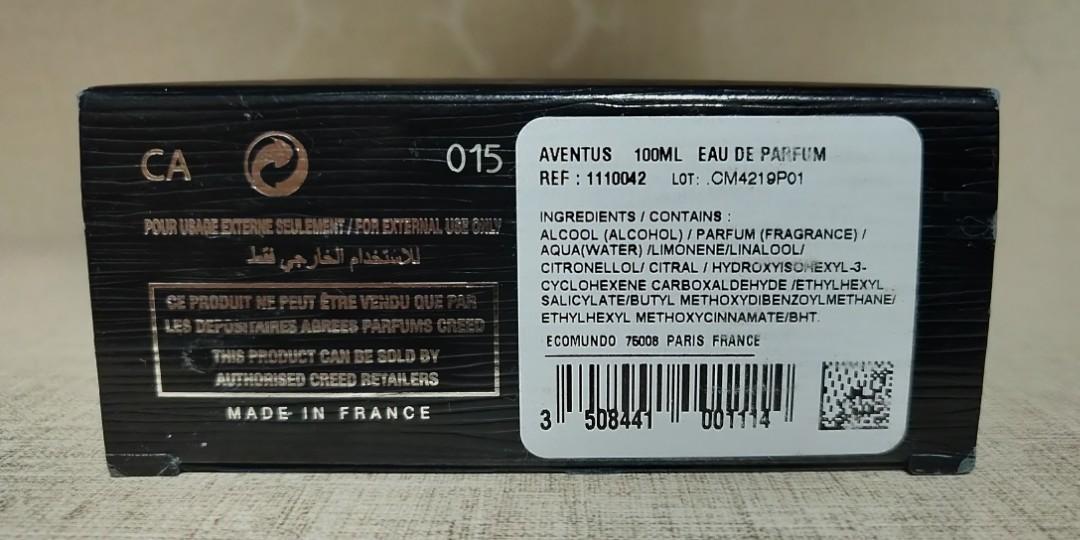 CA
015
POUR USAGE EXTERNE SEULEMENT / FOR EXTERNAL USE ONLY
للاستخدام الخارجي فقط
CE PRODUIT NE PEUT ÊTRE VENDU QUE PAR
LES DEPOSITAIRES AGREES PARFUMS CREED
THIS PRODUCT CAN BE SOLD BY
AUTHORISED CREED RETAILERS
MADE IN FRANCE
AVENTUS 100ML EAU DE PARFUM
REF : 1110042 LOT: .CM4219P01
INGREDIENTS / CONTAINS :
ALCOOL (ALCOHOL) / PARFUM (FRAGRANCE) /
AQUA(WATER) /LIMONENE/LINALOOL/
CITRONELLOL/ CITRAL / HYDROXYISOHEXYL-3-
CYCLOHEXENE CARBOXALDEHYDE /ETHYLHEXYL
SALICYLATE/BUTYL METHOXYDIBENZOYLMETHANE/
ETHYLHEXYL METHOXYCINNAMATE/BHT.
ECOMUNDO 75008 PARIS FRANCE
3 508441 001114